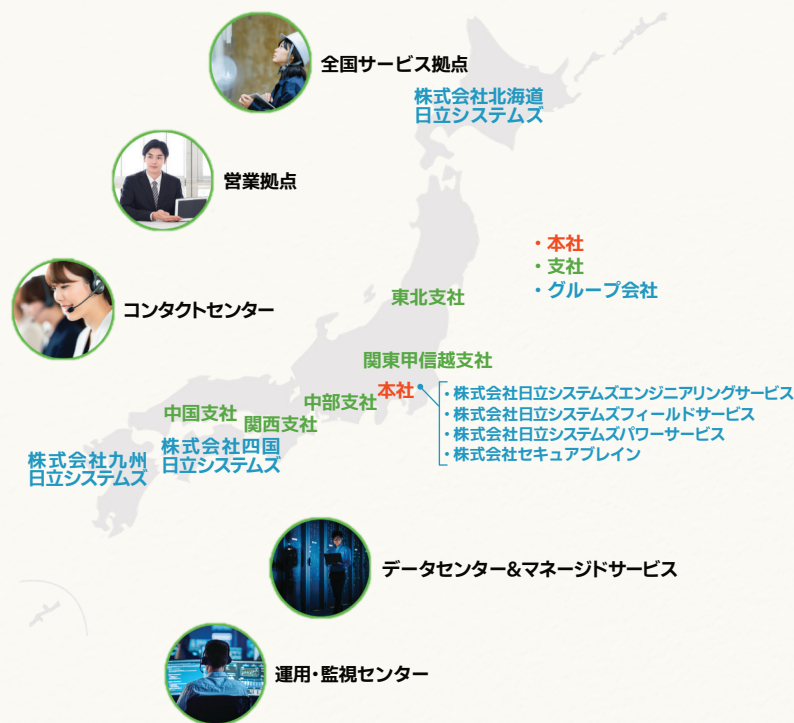 全国サービス拠点
株式会社北海道
日立システムズ
営業拠点
・本社
・支社
・グループ会社
コンタクトセンター
東北支社
関東甲信越支社
本社
中部支社
関西支社
中国支社
・株式会社日立システムズエンジニアリングサービス
・株式会社日立システムズフィールドサービス
・株式会社日立システムズパワーサービス
・株式会社セキュアブレイン
株式会社四国
日立システムズ
株式会社九州
日立システムズ
データセンター&マネージドサービス
運用・監視センター